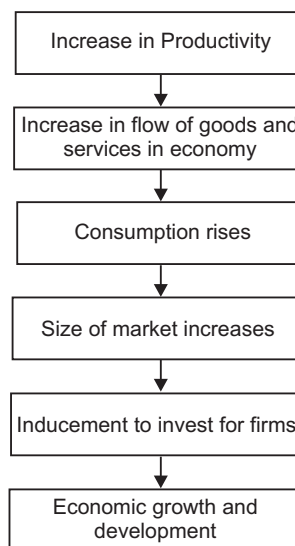 Increase in Productivity
Increase in flow of goods and
services in economy
Consumption rises
Size of market increases
Inducement to invest for firms
Economic growth and
development